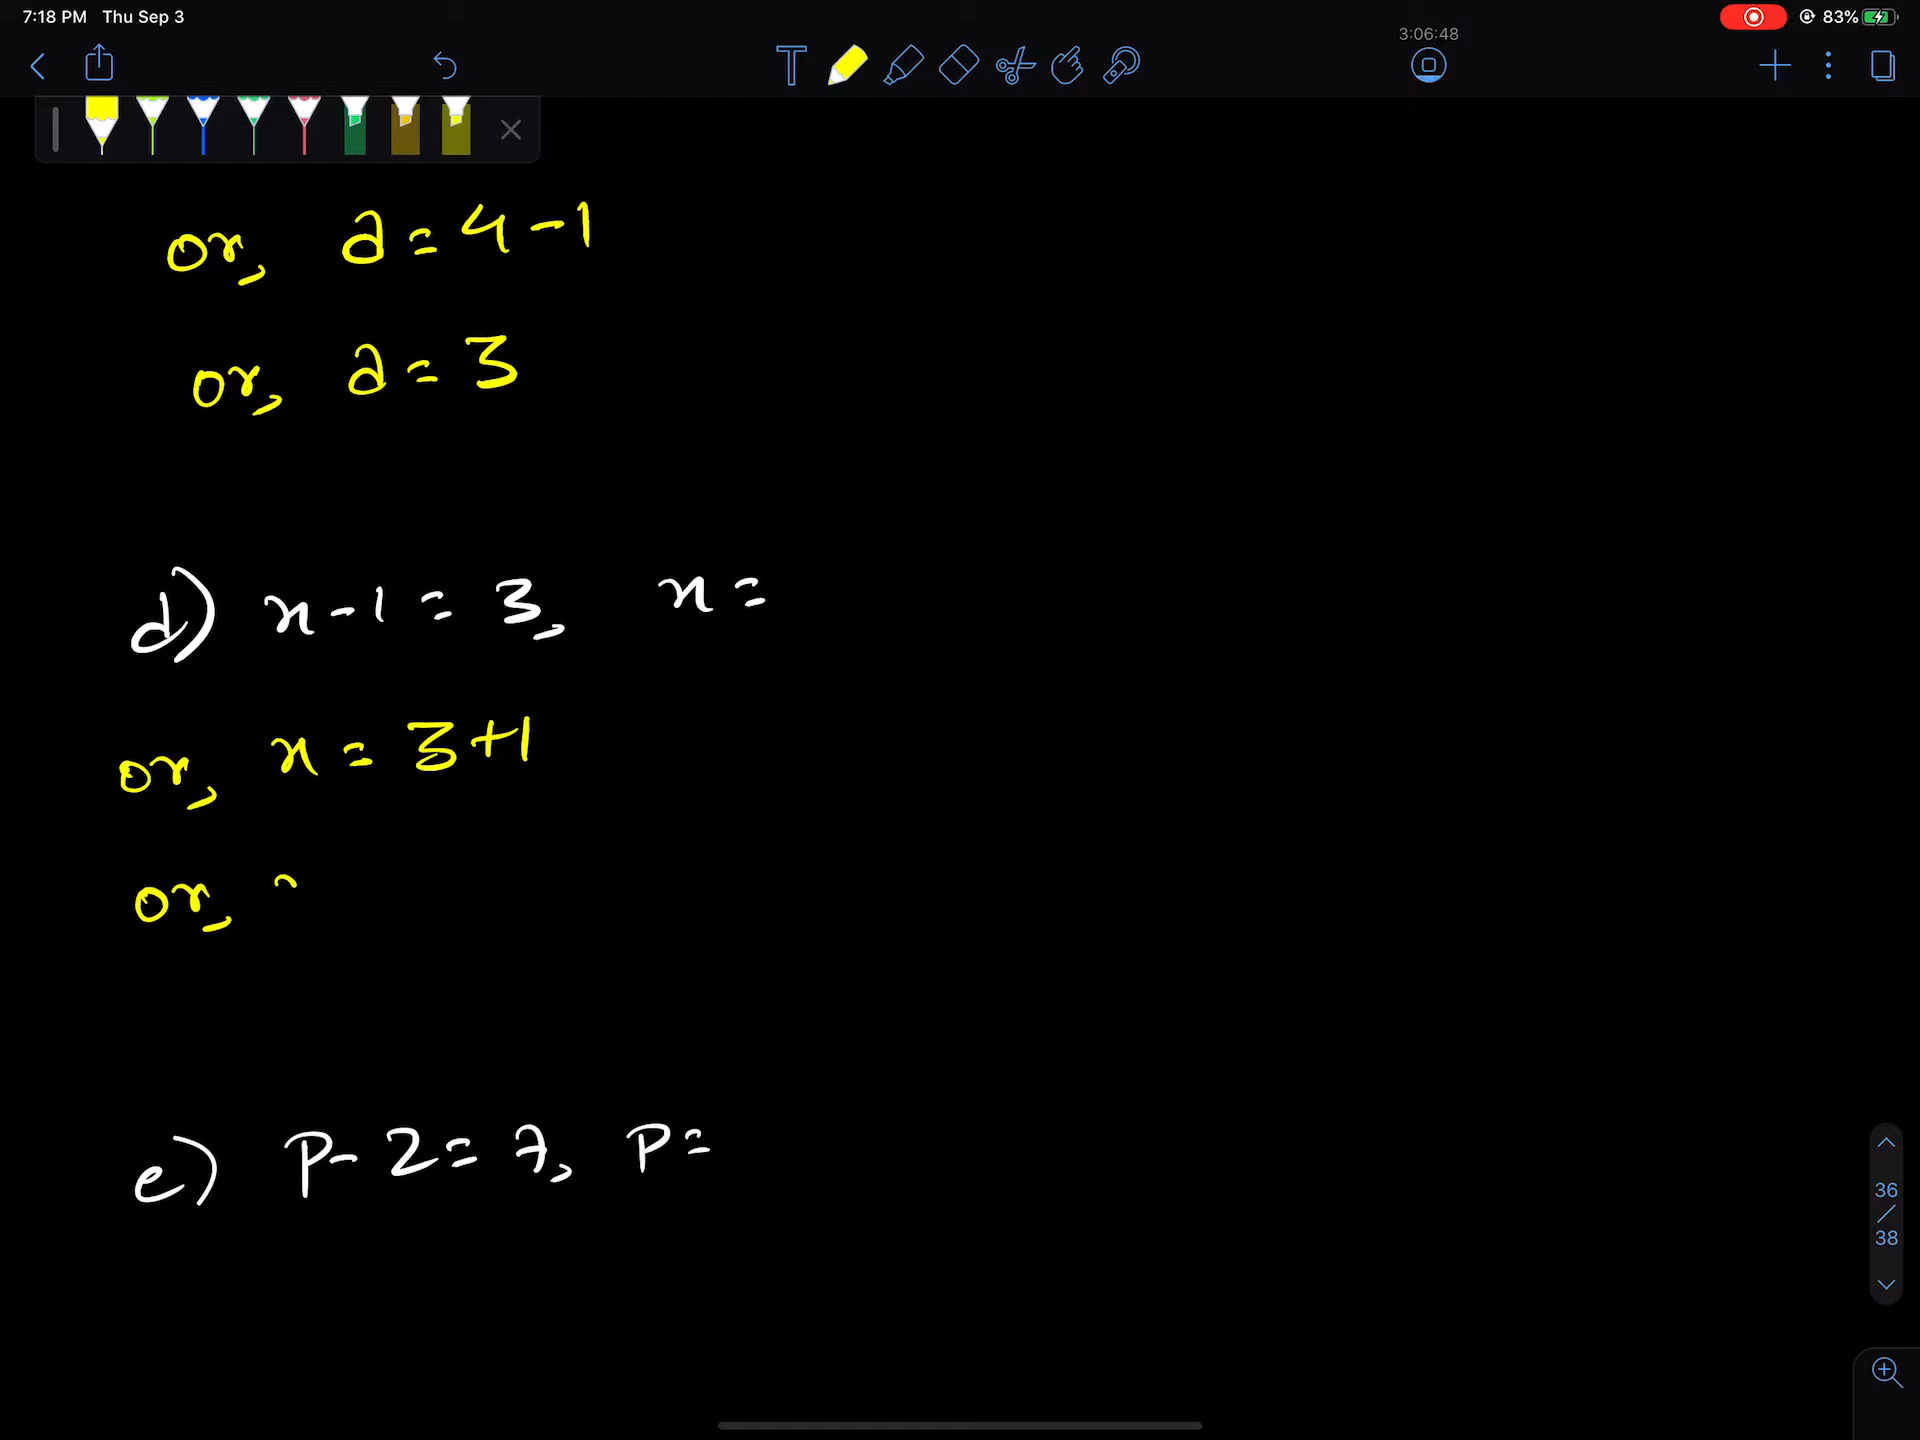 7:18 PM Thu Sep 3
83%
3:06:48
or, a = 4 - 1
or, a = 3
d) x - 1 = 3, x =
or, x = 3 + 1
or,
e) P - 2 = 7, P =
36
/
38